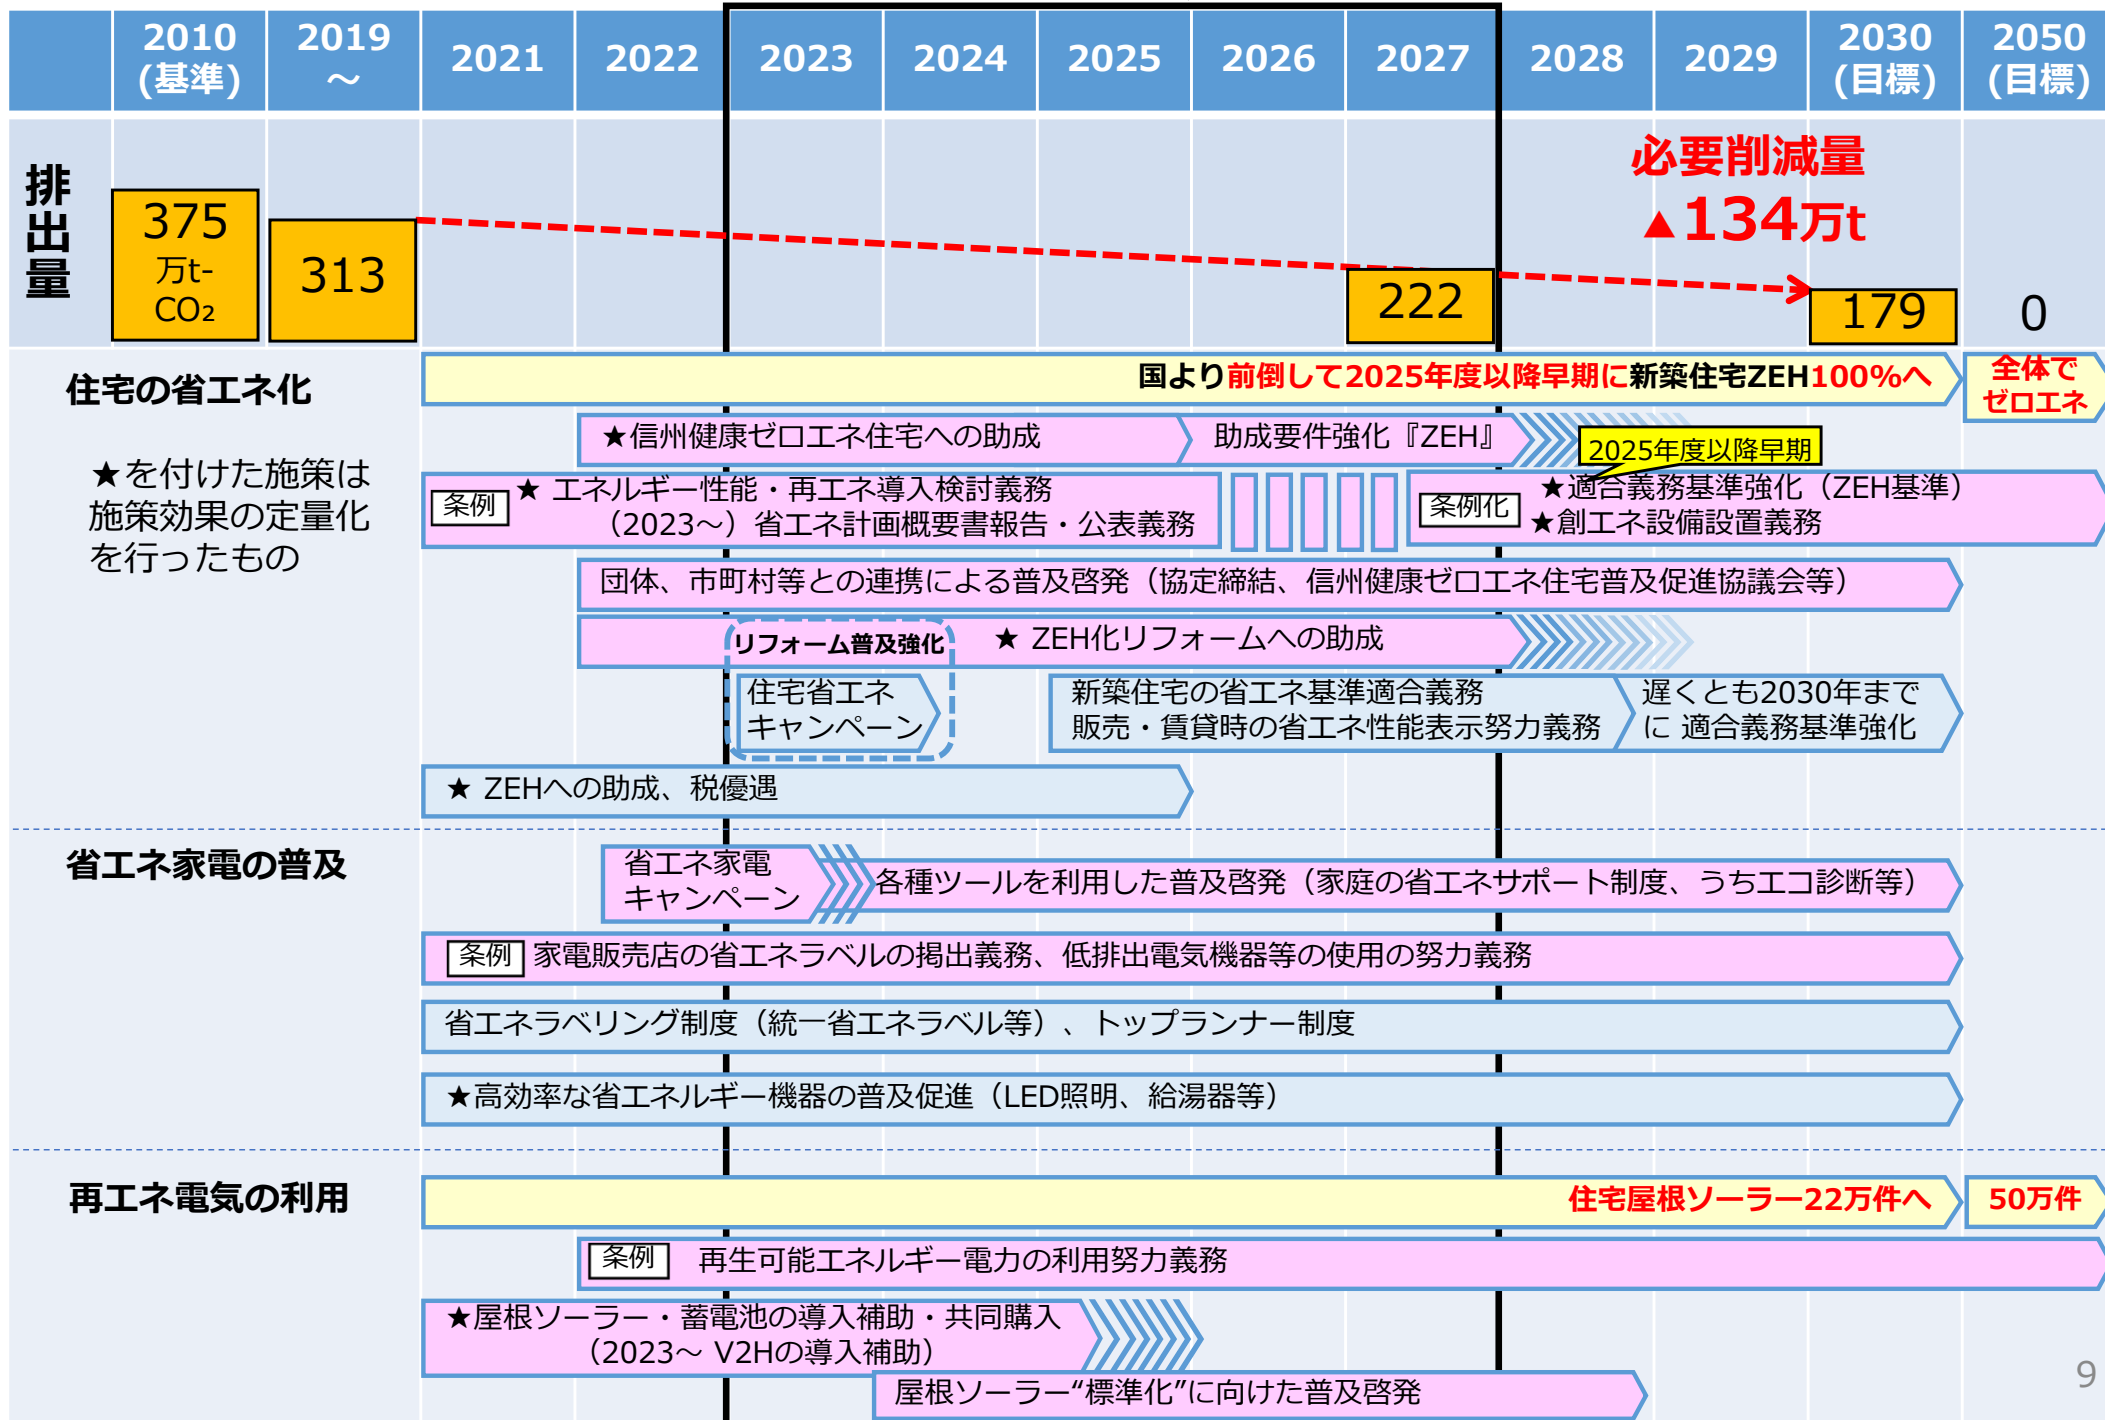 2010
(基準)
2019
～
2021
2022
2023
2024
2025
2026
2027
2028
2029
2030
(目標)
2050
(目標)
排出量
375
万t-
CO₂
313
222
179
0
必要削減量
▲134万t
住宅の省エネ化
★を付けた施策は
施策効果の定量化
を行ったもの
国より前倒して2025年度以降早期に新築住宅ZEH100%へ
全体で
ゼロエネ
★信州健康ゼロエネ住宅への助成
助成要件強化『ZEH』
2025年度以降早期
条例
★ エネルギー性能・再エネ導入検討義務
（2023～）省エネ計画概要書報告・公表義務
条例化
★適合義務基準強化（ZEH基準）
★創エネ設備設置義務
団体、市町村等との連携による普及啓発（協定締結、信州健康ゼロエネ住宅普及促進協議会等）
リフォーム普及強化
★ ZEH化リフォームへの助成
住宅省エネ
キャンペーン
新築住宅の省エネ基準適合義務
販売・賃貸時の省エネ性能表示努力義務
遅くとも2030年まで
に 適合義務基準強化
★ ZEHへの助成、税優遇
省エネ家電の普及
省エネ家電
キャンペーン
各種ツールを利用した普及啓発（家庭の省エネサポート制度、うちエコ診断等）
条例
家電販売店の省エネラベルの掲出義務、低排出電気機器等の使用の努力義務
省エネラベリング制度（統一省エネラベル等）、トップランナー制度
★高効率な省エネルギー機器の普及促進（LED照明、給湯器等）
再エネ電気の利用
住宅屋根ソーラー22万件へ
50万件
条例
再生可能エネルギー電力の利用努力義務
★屋根ソーラー・蓄電池の導入補助・共同購入
（2023～ V2Hの導入補助）
屋根ソーラー“標準化”に向けた普及啓発
9